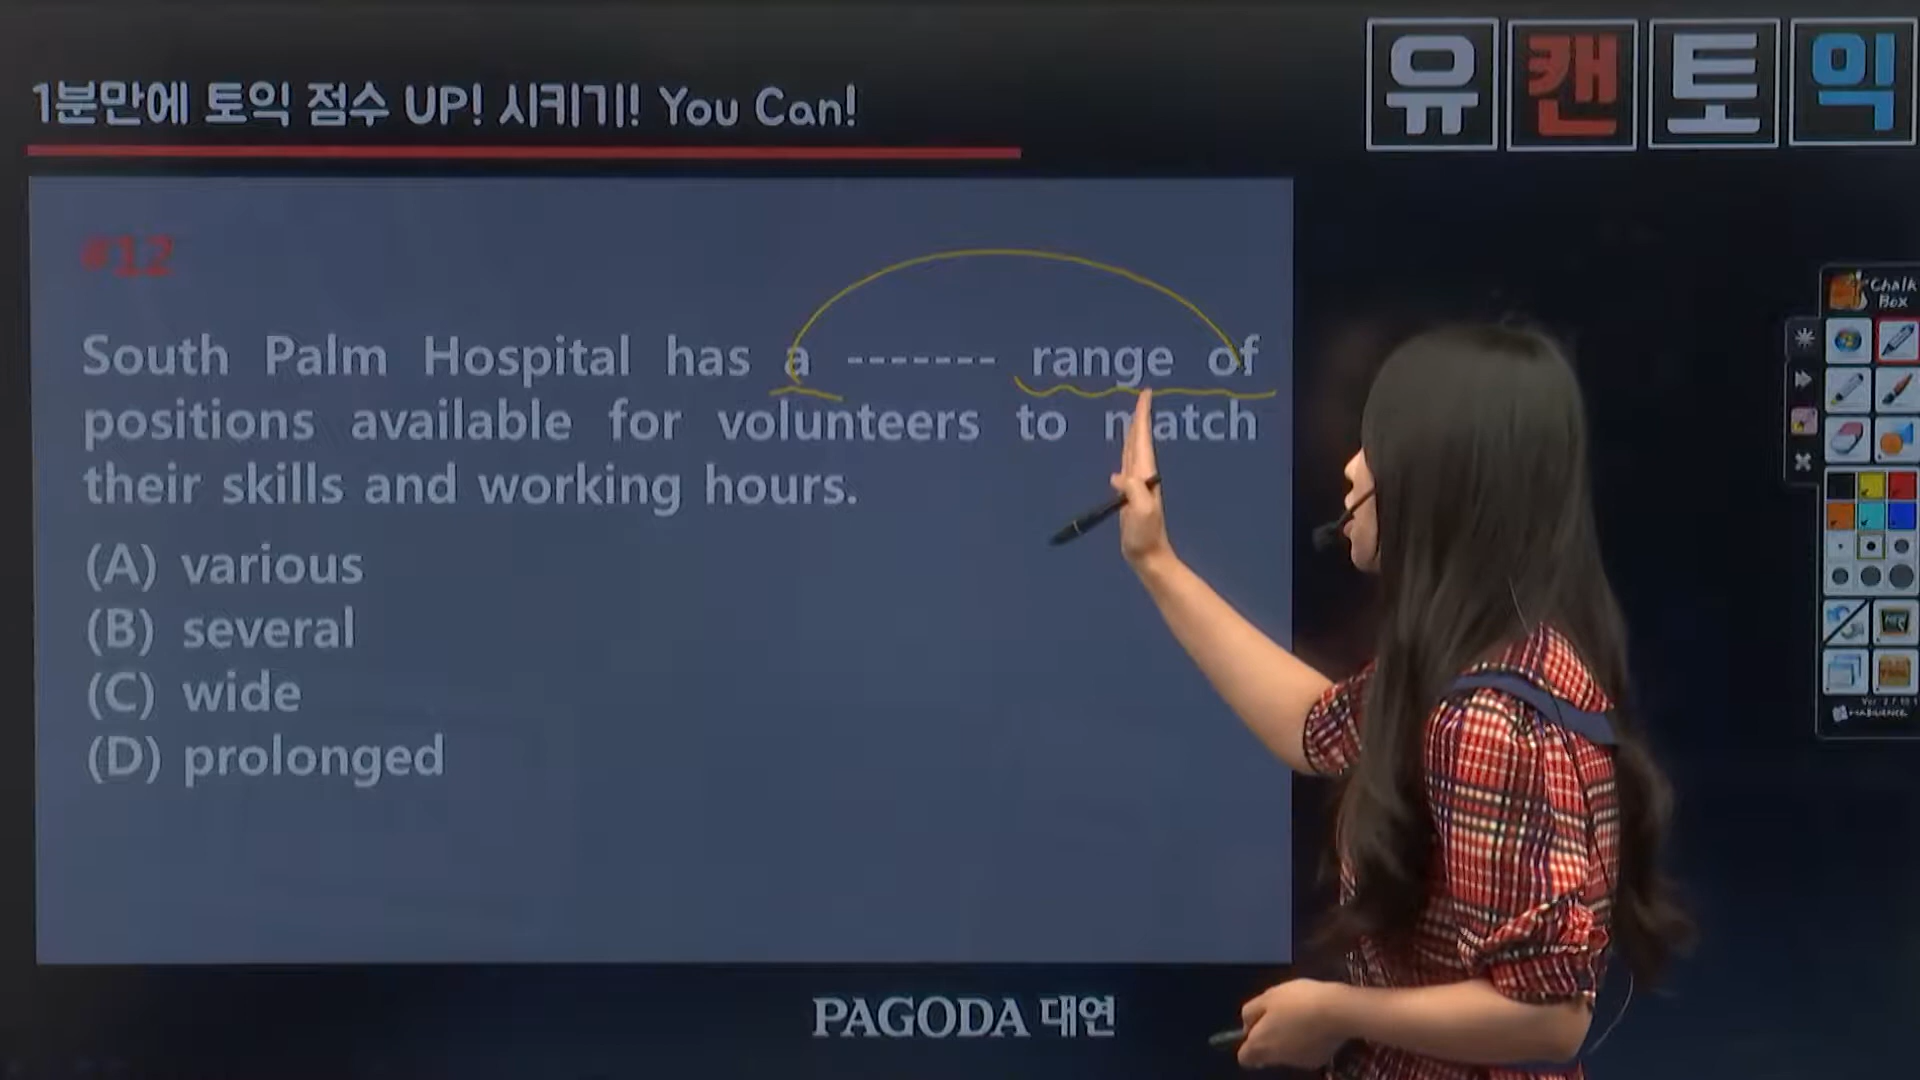 1분만에 토익 점수 UP! 시키기! You Can!
유캔토익
#12
South Palm Hospital has a ------- range of
positions available for volunteers to match
their skills and working hours.
(A) various
(B) several
(C) wide
(D) prolonged
PAGODA 대연
Chalk
Box